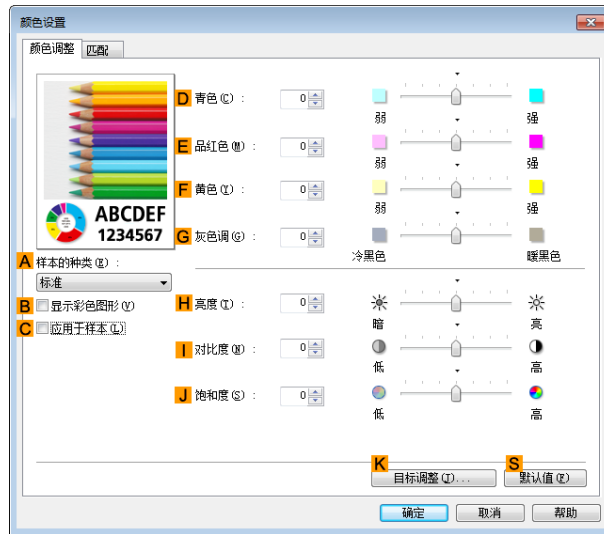 颜色设置
颜色调整 匹配
ABCDEF
1234567
A 样本的种类(E) :
标准
B 显示彩色图形(V)
C 应用于样本(L)
D 青色(C) : 0 弱 强
E 品红色(M) : 0 弱 强
F 黄色(Y) : 0 弱 强
G 灰色调(G) : 0 冷黑色 暖黑色
H 亮度(T) : 0 暗 亮
I 对比度(N) : 0 低 高
J 饱和度(S) : 0 低 高
K 目标调整(J)... S 默认值(F)
确定 取消 帮助